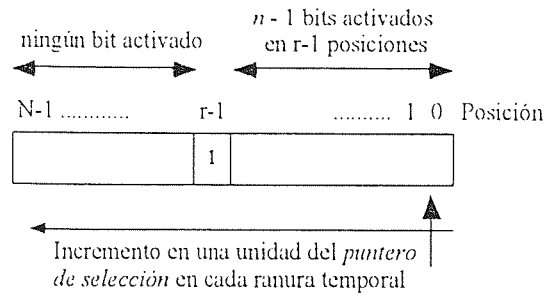 n - 1 bits activados
ningún bit activado en r-1 posiciones
N-1 ............ r-1 .......... 1 0 Posición
1
Incremento en una unidad del puntero
de selección en cada ranura temporal